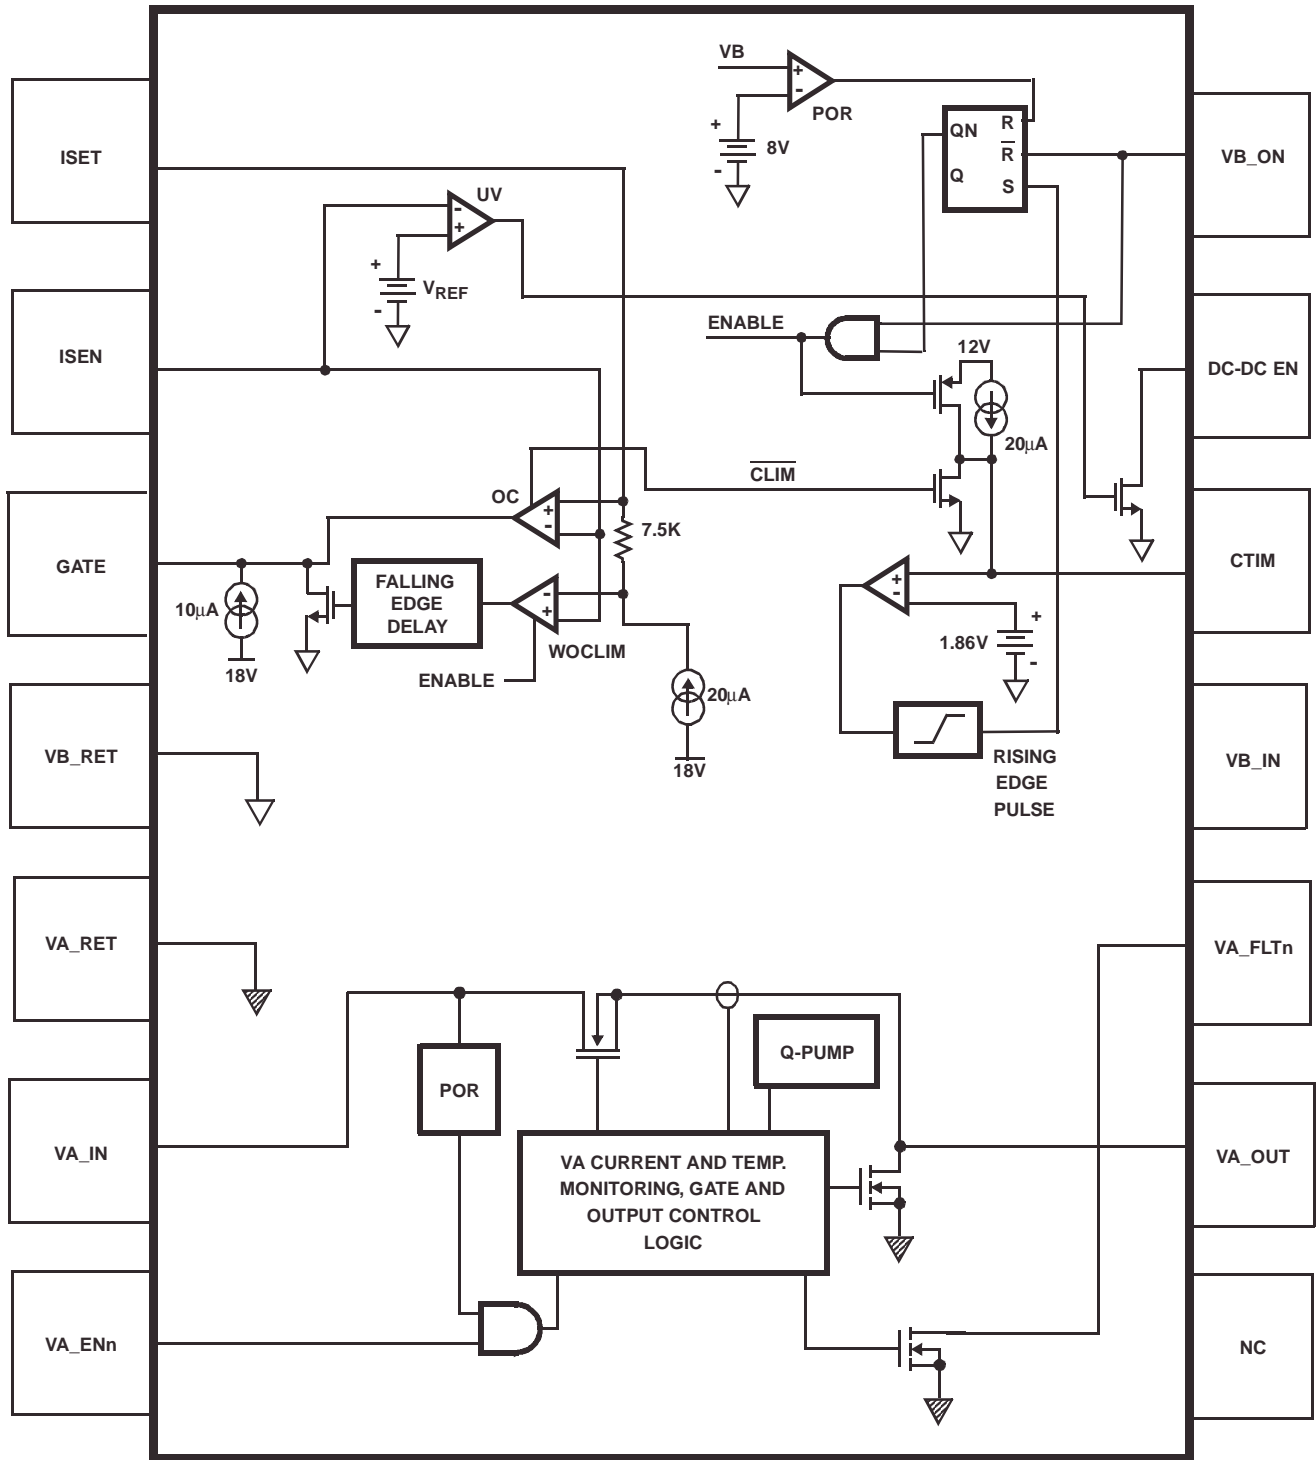 VB
+
-
POR
+
-
8V
QN
Q
R
R
S
ISET
VB_ON
UV
-
+
+
-
VREF
ISEN
ENABLE
12V
20µA
DC-DC EN
CLIM
OC
+
-
7.5K
GATE
10µA
18V
FALLING
EDGE
DELAY
-
+
WOCLIM
ENABLE
20µA
18V
+
-
1.86V
+
-
CTIM
RISING
EDGE
PULSE
VB_RET
VB_IN
VA_RET
VA_FLTn
POR
Q-PUMP
VA_IN
VA CURRENT AND TEMP.
MONITORING, GATE AND
OUTPUT CONTROL
LOGIC
VA_OUT
VA_ENn
NC